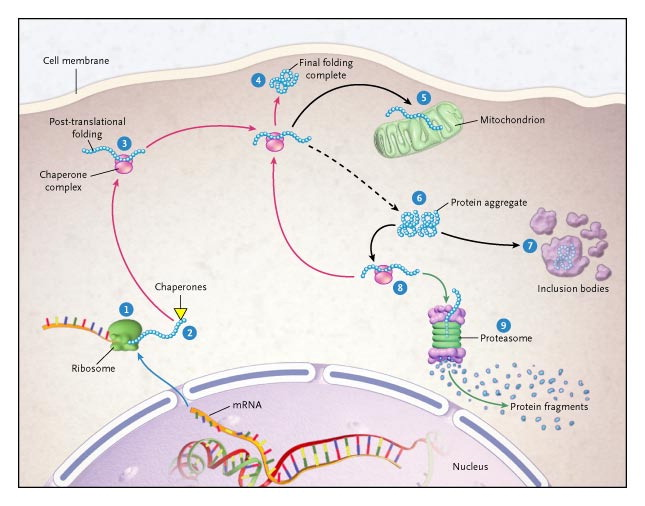 Cell membrane
4
Final folding
complete
5
Post-translational
folding
3
Mitochondrion
Chaperone
complex
6
Protein aggregate
7
Inclusion bodies
Chaperones
8
1
2
9
Proteasome
Ribosome
mRNA
Protein fragments
Nucleus